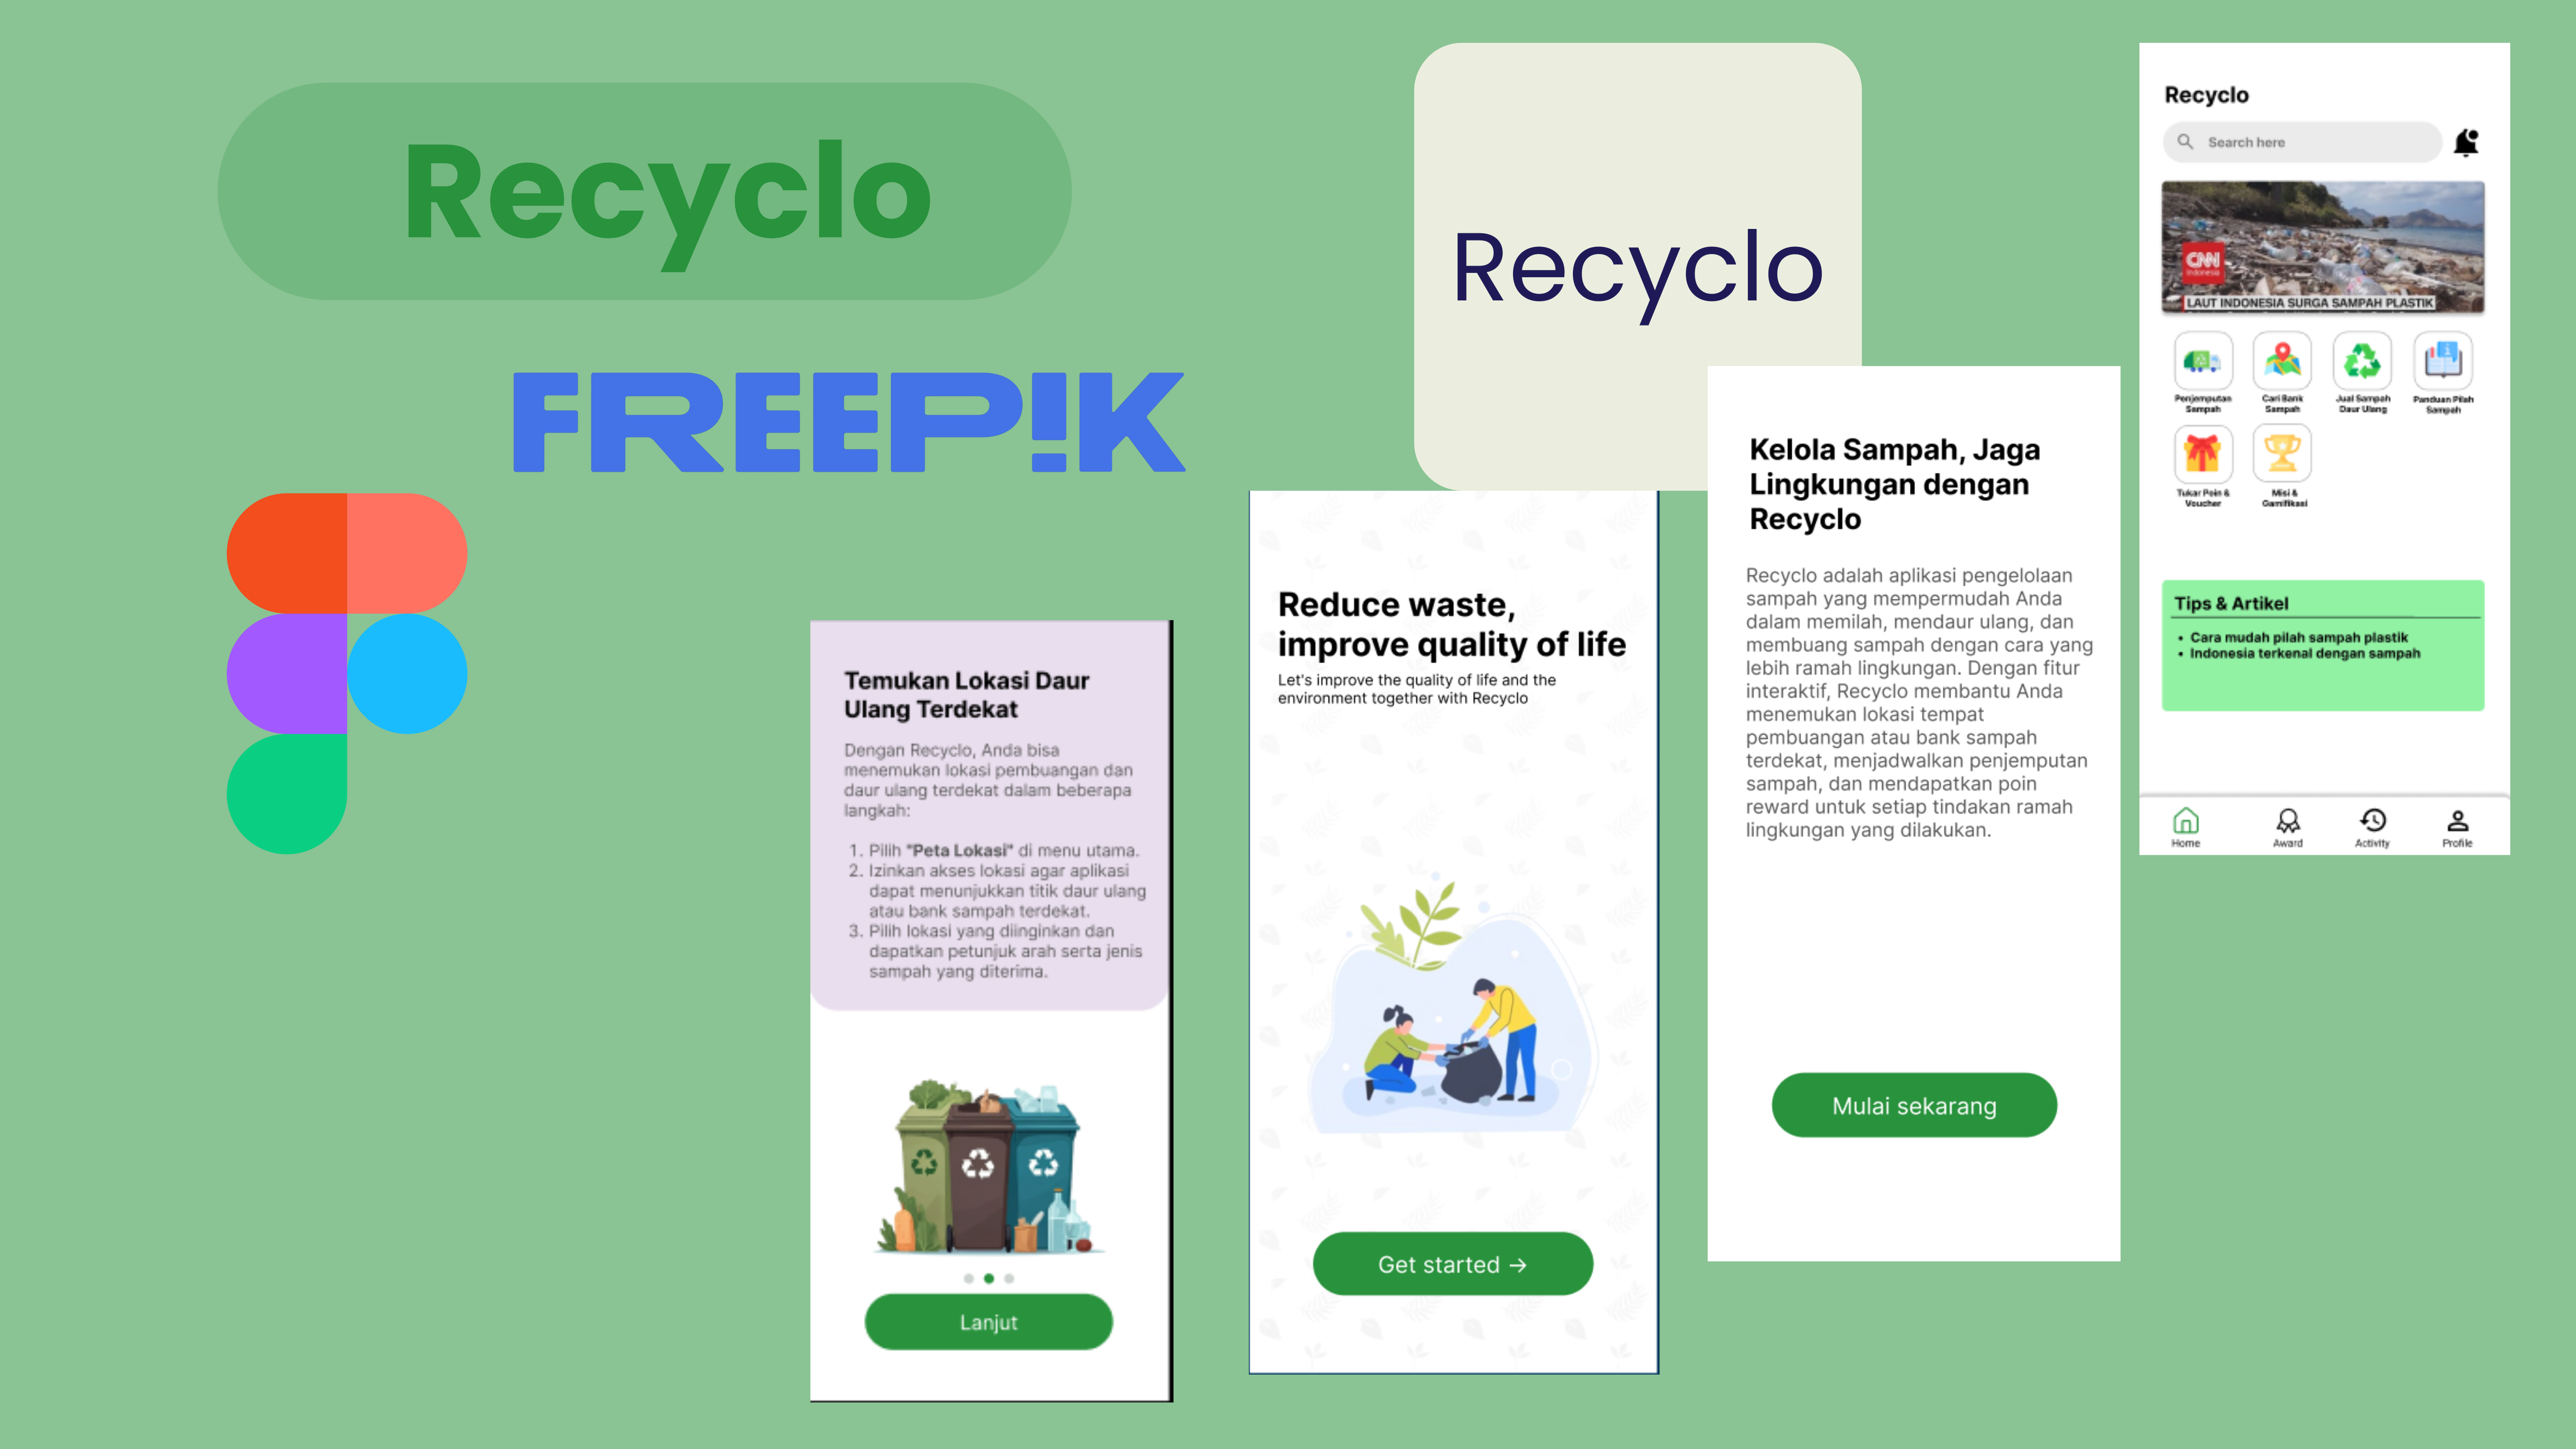 Recyclo
FREEP!K
Recyclo
Temukan Lokasi Daur
Ulang Terdekat
Dengan Recyclo, Anda bisa
menemukan lokasi pembuangan dan
daur ulang terdekat dalam beberapa
langkah:
1. Pilih "Peta Lokasi" di menu utama.
2. Izinkan akses lokasi agar aplikasi
dapat menunjukkan titik daur ulang
atau bank sampah terdekat.
3. Pilih lokasi yang diinginkan dan
dapatkan petunjuk arah serta jenis
sampah yang diterima.
Lanjut
Reduce waste,
improve quality of life
Let's improve the quality of life and the
environment together with Recyclo
Get started →
Kelola Sampah, Jaga
Lingkungan dengan
Recyclo
Recyclo adalah aplikasi pengelolaan
sampah yang mempermudah Anda
dalam memilah, mendaur ulang, dan
membuang sampah dengan cara yang
lebih ramah lingkungan. Dengan fitur
interaktif, Recyclo membantu Anda
menemukan lokasi tempat
pembuangan atau bank sampah
terdekat, menjadwalkan penjemputan
sampah, dan mendapatkan poin
reward untuk setiap tindakan ramah
lingkungan yang dilakukan.
Mulai sekarang
Recyclo
Search here
CNN
Indonesia
LAUT INDONESIA SURGA SAMPAH PLASTIK
Penjemputan
Sampah
Cari Bank
Sampah
Jual Sampah
Daur Ulang
Panduan Pilah
Sampah
Tukar Poin &
Voucher
Misi &
Gamifikasi
Tips & Artikel
• Cara mudah pilah sampah plastik
• Indonesia terkenal dengan sampah
Home
Award
Activity
Profile